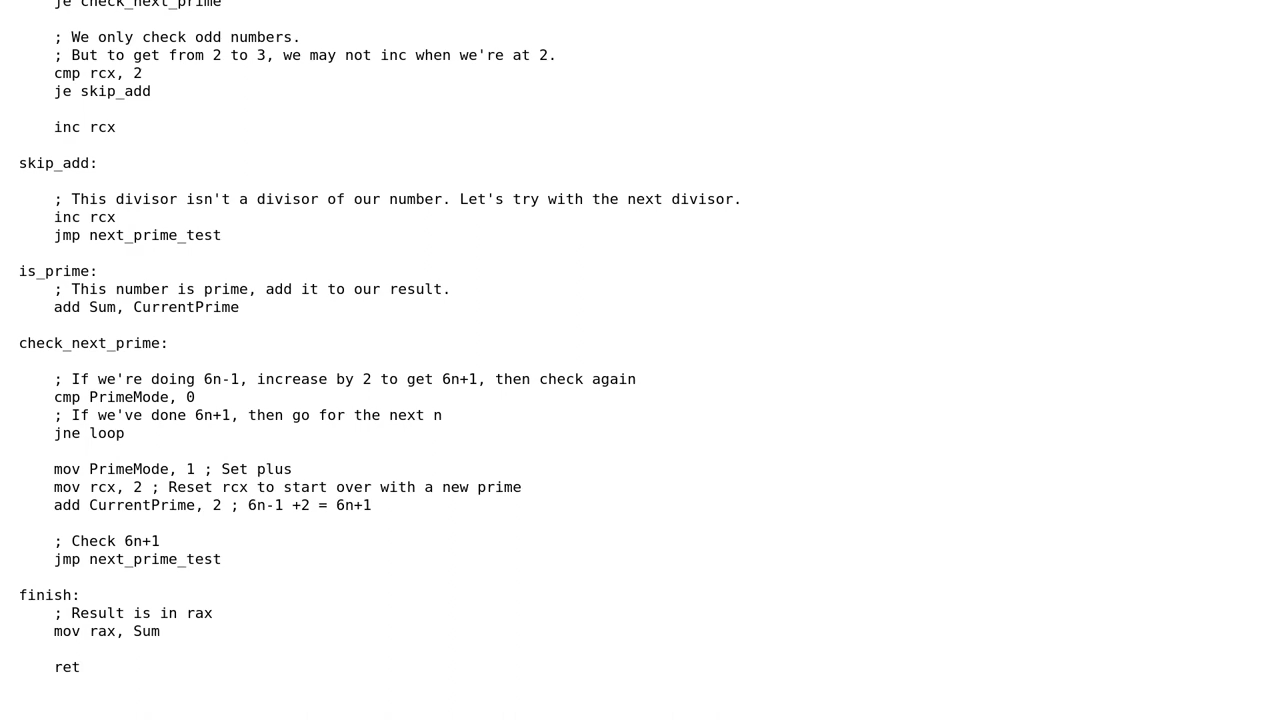 je check_next_prime
; We only check odd numbers.
; But to get from 2 to 3, we may not inc when we're at 2.
cmp rcx, 2
je skip_add
inc rcx
skip_add:
; This divisor isn't a divisor of our number. Let's try with the next divisor.
inc rcx
jmp next_prime_test
is_prime:
; This number is prime, add it to our result.
add Sum, CurrentPrime
check_next_prime:
; If we're doing 6n-1, increase by 2 to get 6n+1, then check again
cmp PrimeMode, 0
; If we've done 6n+1, then go for the next n
jne loop
mov PrimeMode, 1 ; Set plus
mov rcx, 2 ; Reset rcx to start over with a new prime
add CurrentPrime, 2 ; 6n-1 +2 = 6n+1
; Check 6n+1
jmp next_prime_test
finish:
; Result is in rax
mov rax, Sum
ret